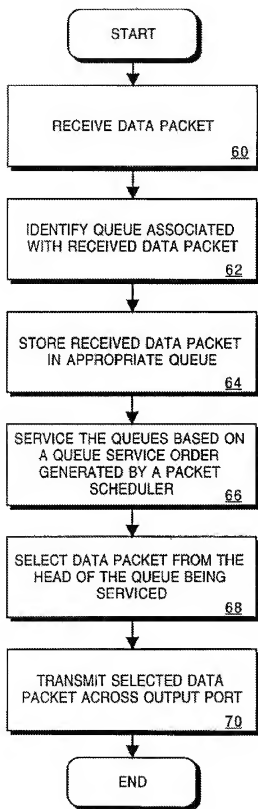 START
RECEIVE DATA PACKET
60
IDENTIFY QUEUE ASSOCIATED
WITH RECEIVED DATA PACKET
62
STORE RECEIVED DATA PACKET
IN APPROPRIATE QUEUE
64
SERVICE THE QUEUES BASED ON
A QUEUE SERVICE ORDER
GENERATED BY A PACKET
SCHEDULER
66
SELECT DATA PACKET FROM THE
HEAD OF THE QUEUE BEING
SERVICED
68
TRANSMIT SELECTED DATA
PACKET ACROSS OUTPUT PORT
70
END